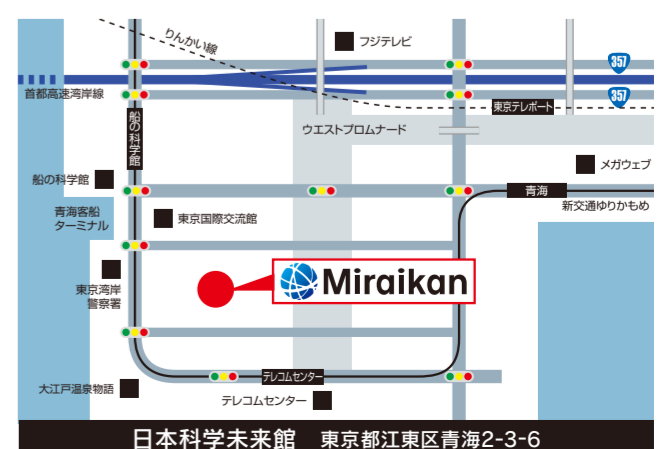 りんかい線
フジテレビ
357
首都高速湾岸線
357
東京テレポート
船の科学館
ウエストプロムナード
メガウェブ
船の科学館
青海
新交通ゆりかもめ
青海客船
ターミナル
東京国際交流館
Miraikan
東京湾岸
警察署
テレコムセンター
大江戸温泉物語
テレコムセンター
日本科学未来館 東京都江東区青海2-3-6